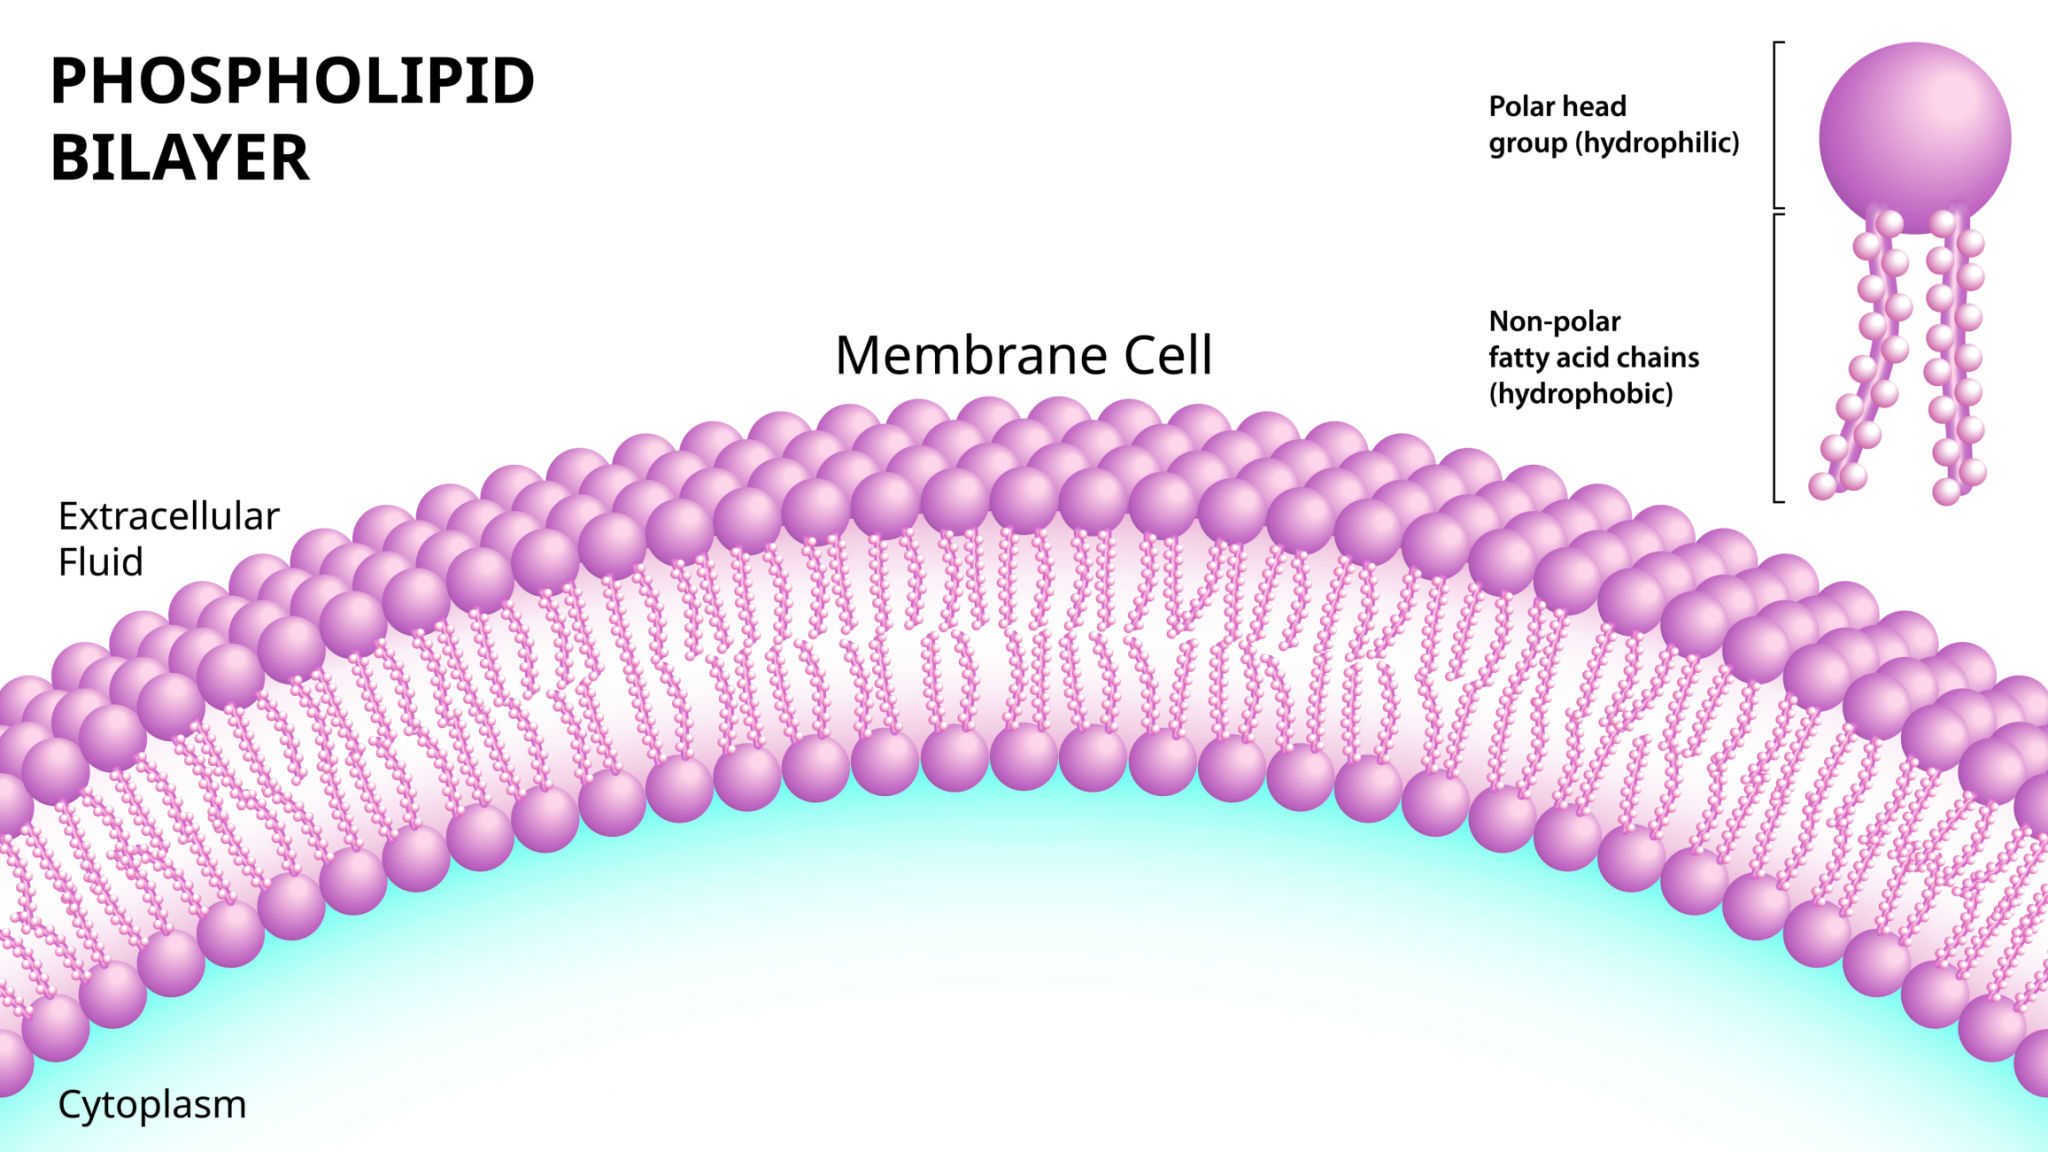 PHOSPHOLIPID
BILAYER
Polar head
group (hydrophilic)
Non-polar
fatty acid chains
(hydrophobic)
Membrane Cell
Extracellular
Fluid
Cytoplasm